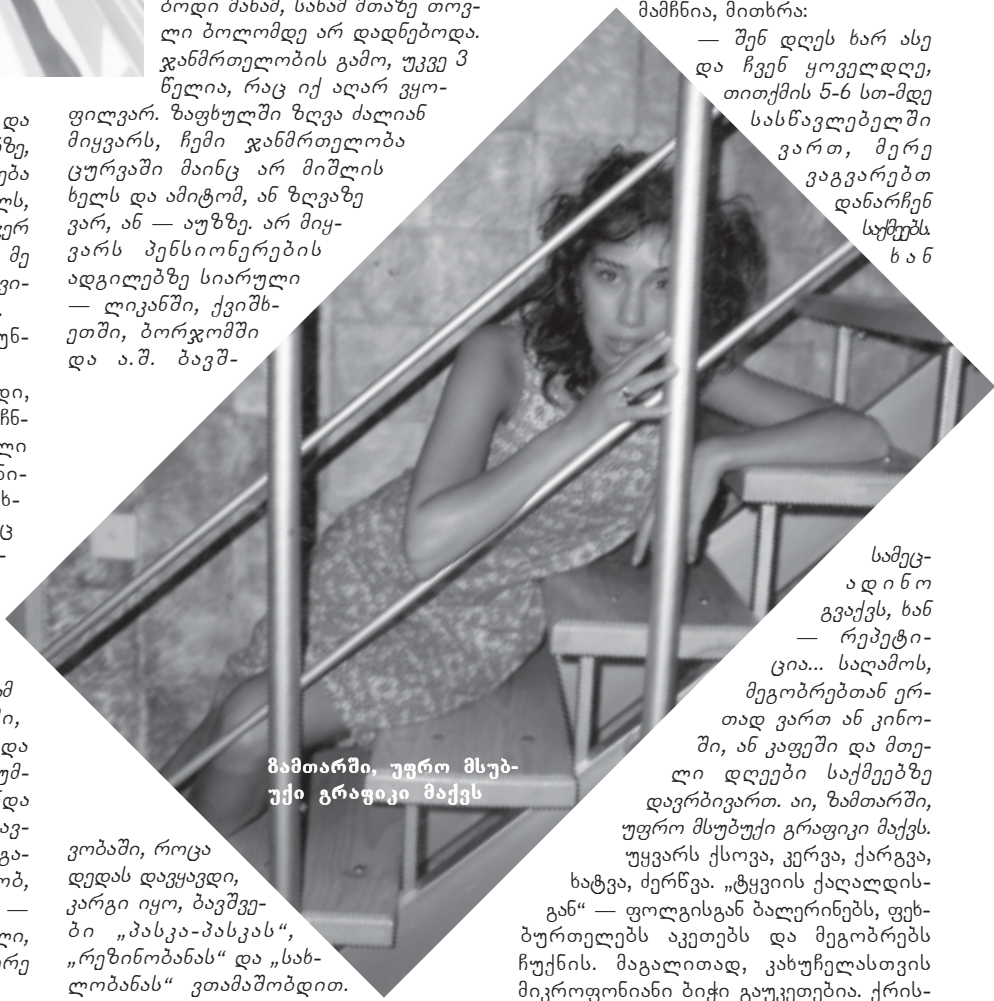 ბოდი მანამ, სანამ მთაზე თოვ-
ლი ბოლომდე არ დადნებოდა.
ჯანმრთელობის გამო, უკვე 3
წელია, რაც იქ აღარ ვყო-
ფილვარ. ზაფხულში ზღვა ძალიან
მიყვარს, ჩემი ჯანმრთელობა
ცურვაში მაინც არ მიშლის
ხელს და ამიტომ, ან ზღვაზე
ვარ, ან — აუზზე. არ მიყ-
ვარს პენსიონერების
ადგილებზე სიარული
— ლიკანში, ქვიშხ-
ეთში, ბორჯომში
და ა.შ. ბავშ-
ვობაში, როცა
დედას დავყავდი,
კარგი იყო, ბავშვე-
ბი „პასკა-პასკას“,
„რეზინობანას“ და „სახ-
ლობანას“ ვთამაშობდით.
ზამთარში, უფრო მსუბ-
უქი გრაფიკი მაქვს
მამჩნია, მითხრა:
— შენ დღეს ხარ ასე
და ჩვენ ყოველდღე,
თითქმის 5-6 სთ-მდე
სასწავლებელში
ვართ, მერე
ვაგვარებთ
დანარჩენ
საქმეებს.
ხან
სამეც-
ადინო
გვაქვს, ხან
— რეპეტი-
ცია... საღამოს,
მეგობრებთან ერ-
თად ვართ ან კინო-
ში, ან კაფეში და მთე-
ლი დღეები საქმეებზე
დავრბივართ. აი, ზამთარში,
უფრო მსუბუქი გრაფიკი მაქვს.
უყვარს ქსოვა, კერვა, ქარგვა,
ხატვა, ძერწვა. „ტყვიის ქაღალდის-
გან“ — ფოლგისგან ბალერინებს, ფეხ-
ბურთელებს აკეთებს და მეგობრებს
ჩუქნის. მაგალითად, კახუჩელასთვის
მიკროფონიანი ბიჭი გაუკეთებია. ქრის-